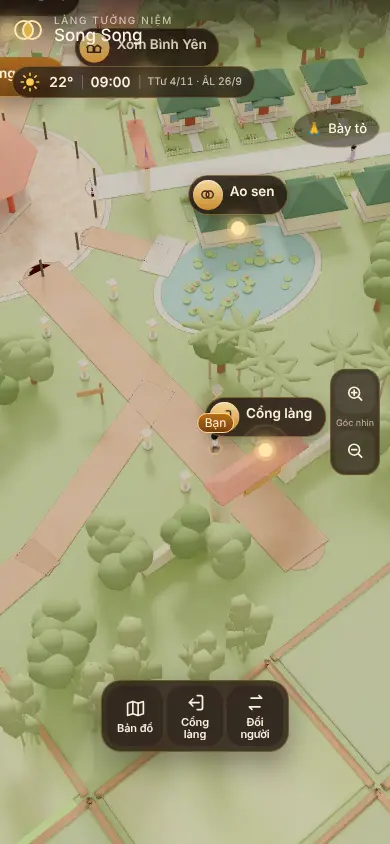 LÀNG TƯỞNG NIỆM
Song Song
Xóm Bình Yên
22° 09:00 TTư 4/11 · ÂL 26/9
Bày tỏ
Ao sen
Cổng làng
Bạn
Góc nhìn
Bản đồ
Cổng làng
Đổi người